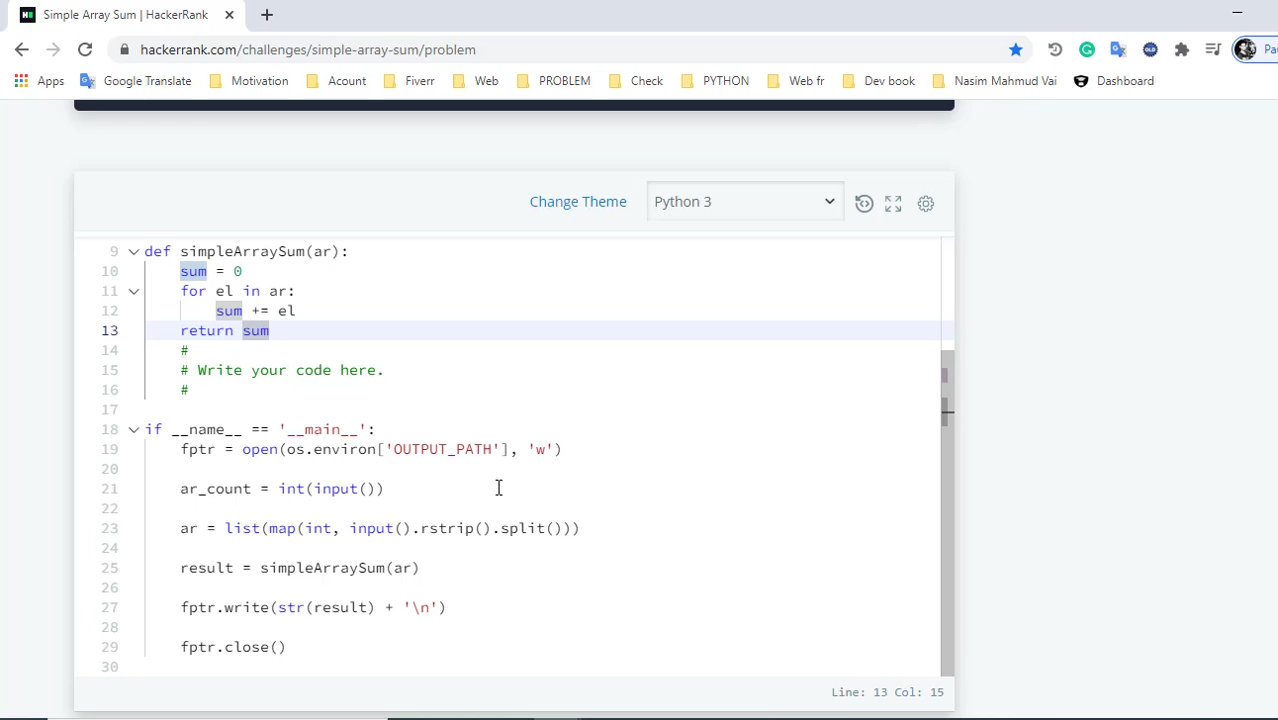 Simple Array Sum | HackerRank
hackerrank.com/challenges/simple-array-sum/problem
Apps Google Translate Motivation Acount Fiverr Web PROBLEM Check PYTHON Web fr Dev book Nasim Mahmud Vai Dashboard
Change Theme Python 3
9 def simpleArraySum(ar):
10 sum = 0
11 for el in ar:
12 sum += el
13 return sum
14 #
15 # Write your code here.
16 #
17
18 if __name__ == '__main__':
19 fptr = open(os.environ['OUTPUT_PATH'], 'w')
20
21 ar_count = int(input())
22
23 ar = list(map(int, input().rstrip().split()))
24
25 result = simpleArraySum(ar)
26
27 fptr.write(str(result) + '\n')
28
29 fptr.close()
30
Line: 13 Col: 15